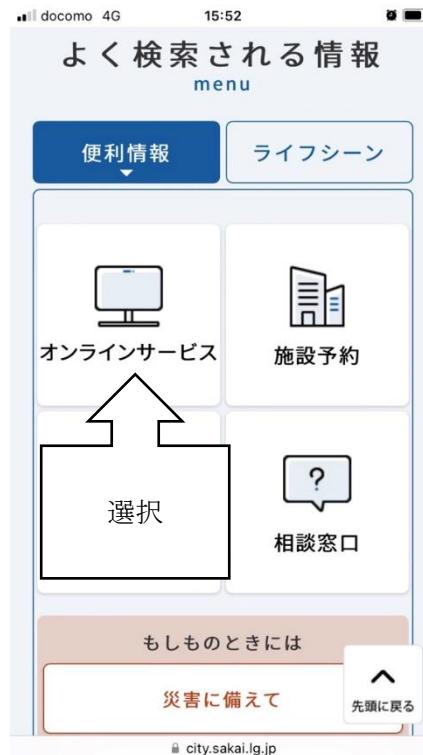 docomo 4G 15:52
よく検索される情報
menu
便利情報 ライフシーン
オンラインサービス 施設予約
選択
?
相談窓口
もしものときには
災害に備えて
先頭に戻る
city.sakai.lg.jp